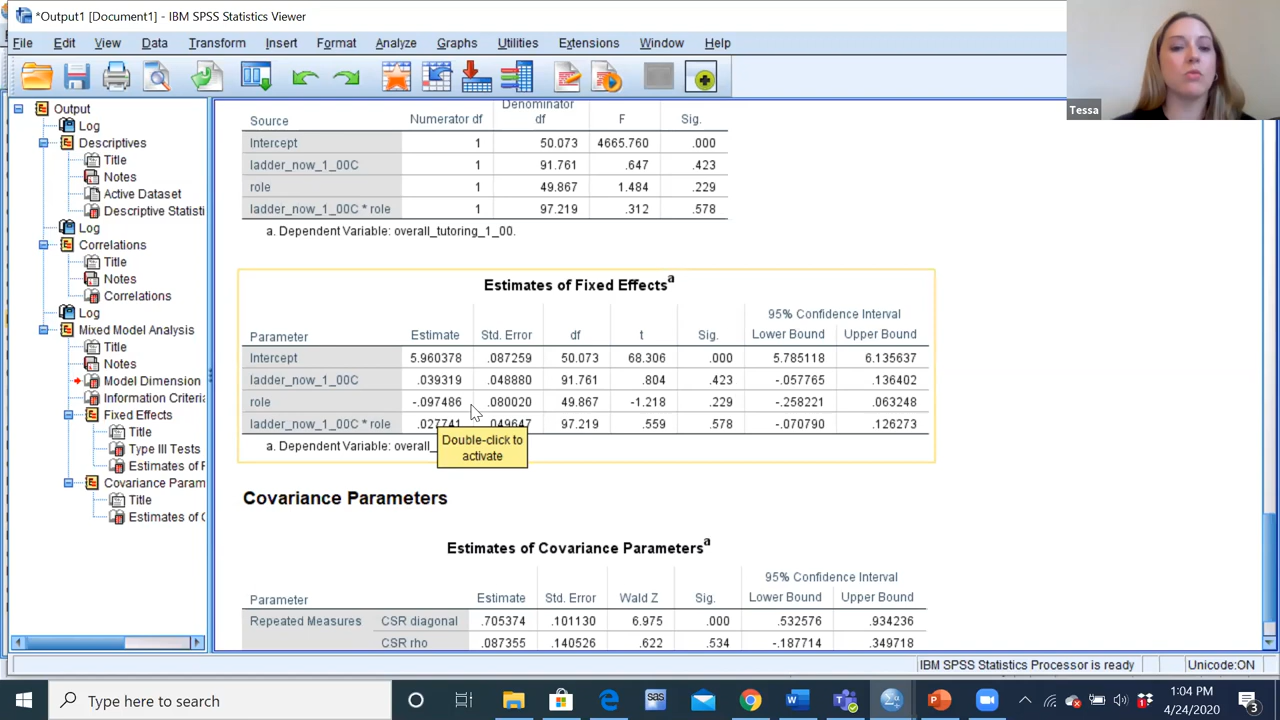 *Output1 [Document1] - IBM SPSS Statistics Viewer
File Edit View Data Transform Insert Format Analyze Graphs Utilities Extensions Window Help
Tessa
Output
Log
Descriptives
Title
Notes
Active Dataset
Descriptive Statisti
Log
Correlations
Title
Notes
Correlations
Log
Mixed Model Analysis
Title
Notes
Model Dimension
Information Criteria
Fixed Effects
Title
Type III Tests
Estimates of F
Covariance Param
Title
Estimates of C
Source Numerator df Denominator df F Sig.
Intercept 1 50.073 4665.760 .000
ladder_now_1_00C 1 91.761 .647 .423
role 1 49.867 1.484 .229
ladder_now_1_00C * role 1 97.219 .312 .578
a. Dependent Variable: overall_tutoring_1_00.
Estimates of Fixed Effects a
95% Confidence Interval
Parameter Estimate Std. Error df t Sig. Lower Bound Upper Bound
Intercept 5.960378 .087259 50.073 68.306 .000 5.785118 6.135637
ladder_now_1_00C .039319 .048880 91.761 .804 .423 -.057765 .136402
role -.097486 .080020 49.867 -1.218 .229 -.258221 .063248
ladder_now_1_00C * role .027741 .049647 97.219 .559 .578 -.070790 .126273
a. Dependent Variable: overall_
Double-click to
activate
Covariance Parameters
Estimates of Covariance Parameters a
95% Confidence Interval
Parameter Estimate Std. Error Wald Z Sig. Lower Bound Upper Bound
Repeated Measures CSR diagonal .705374 .101130 6.975 .000 .532576 .934236
CSR rho .087355 .140526 .622 .534 -.187714 .349718
IBM SPSS Statistics Processor is ready Unicode:ON
Type here to search
sas
1:04 PM
4/24/2020
3